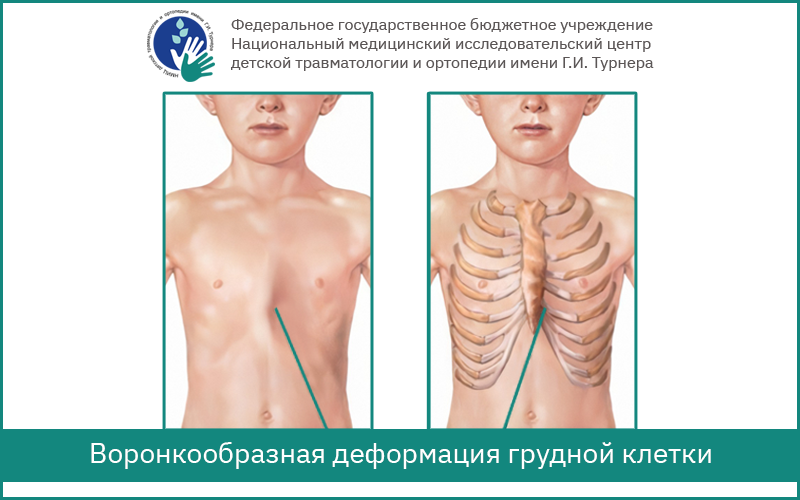 Федеральное государственное бюджетное учреждение
Национальный медицинский исследовательский центр
детской травматологии и ортопедии имени Г.И. Турнера
Воронкообразная деформация грудной клетки